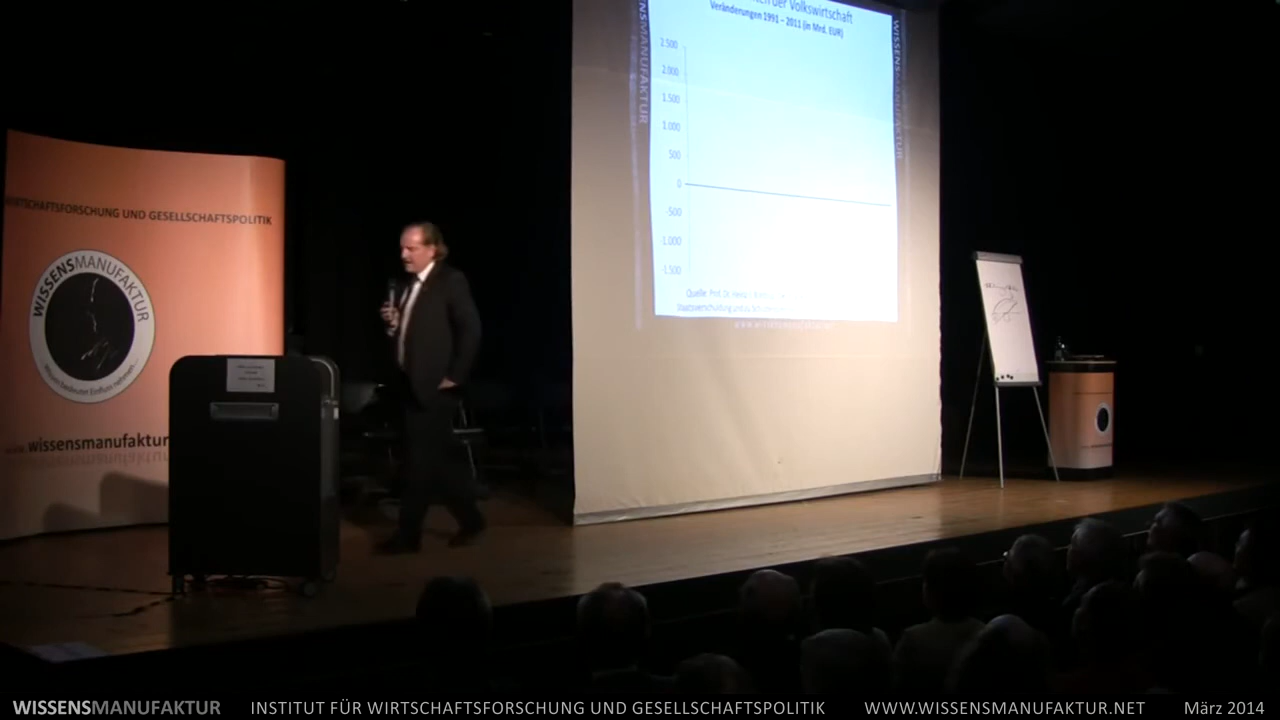 der Volkswirtschaft
Veränderungen 1991 – 2011 (in Mrd. EUR)
2.500
2.000
1.500
1.000
500
0
-500
-1.000
-1.500
Quelle: Prof. Dr.
WISSENSMANUFAKTUR
WISSENSMANUFAKTUR
WIRTSCHAFTSFORSCHUNG UND GESELLSCHAFTSPOLITIK
WISSENSMANUFAKTUR
www.wissensmanufaktur
WISSENSMANUFAKTUR INSTITUT FÜR WIRTSCHAFTSFORSCHUNG UND GESELLSCHAFTSPOLITIK WWW.WISSENSMANUFAKTUR.NET März 2014